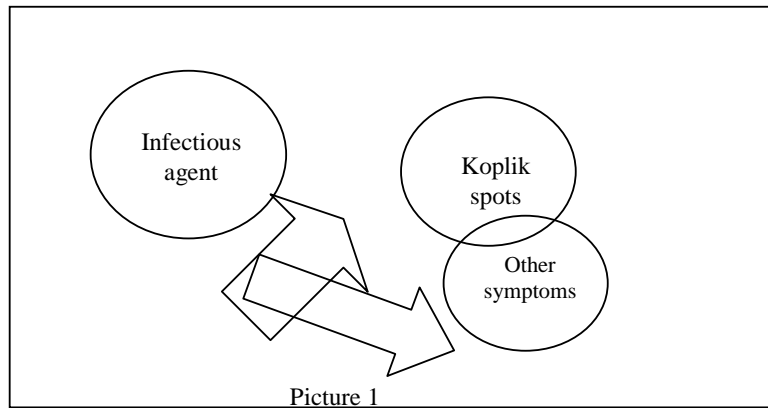 Infectious
agent
Koplik
spots
Other
symptoms
Picture 1